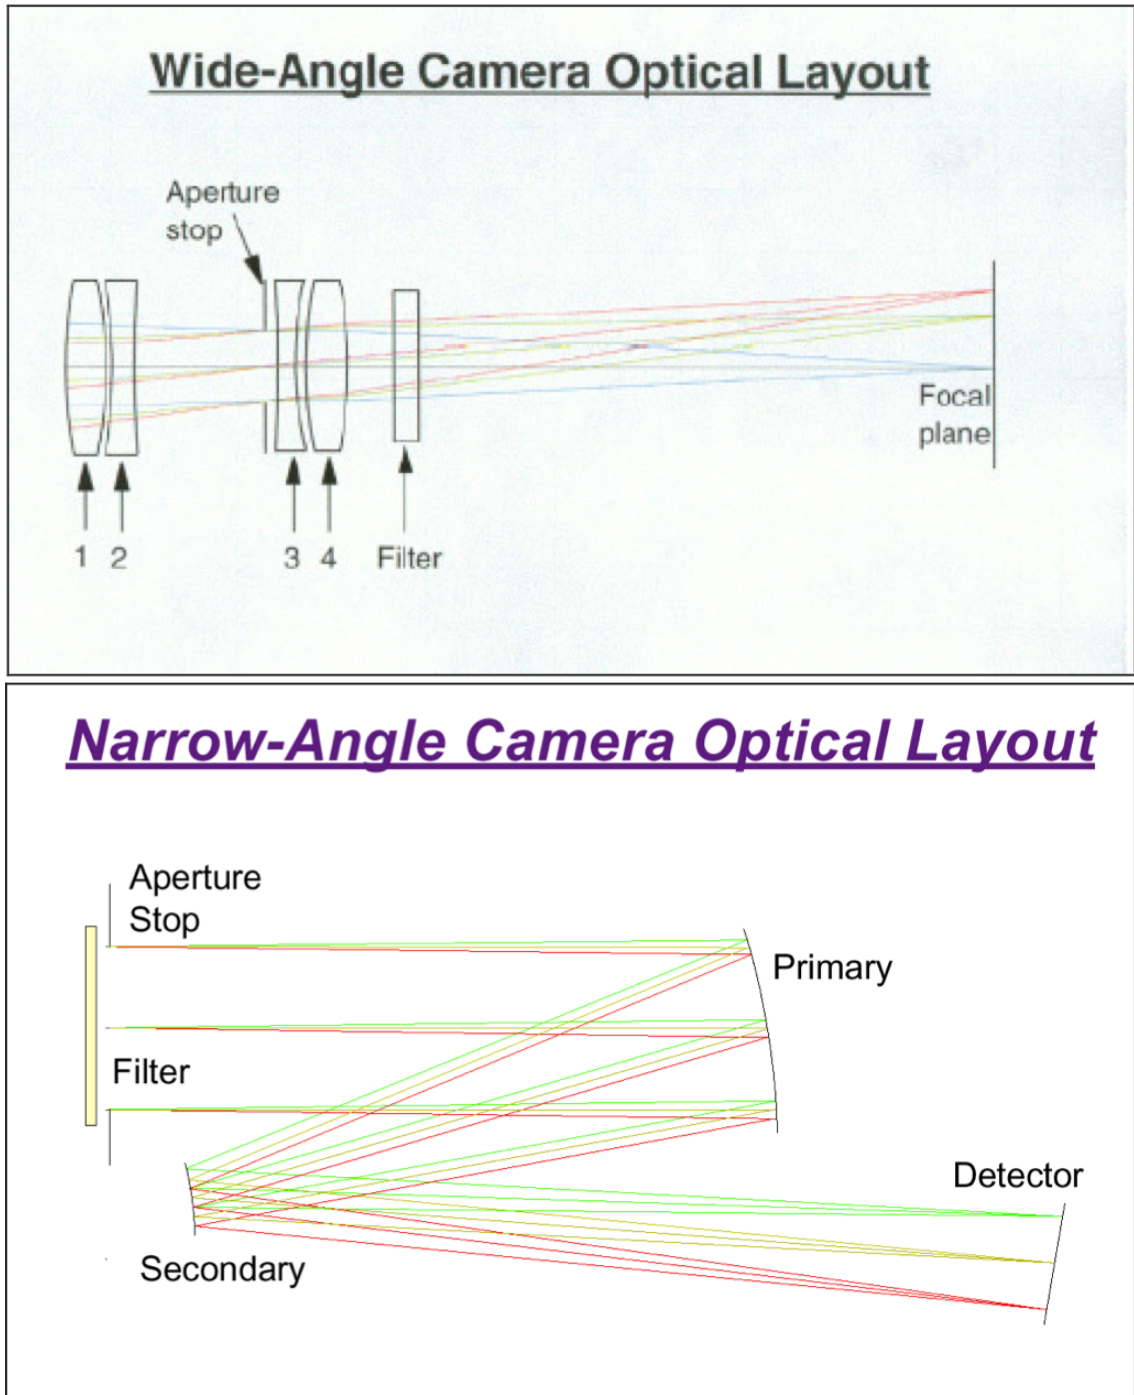 Wide-Angle Camera Optical Layout
Aperture
stop
Focal
plane
1 2 3 4 Filter
Narrow-Angle Camera Optical Layout
Aperture
Stop
Primary
Filter
Detector
Secondary